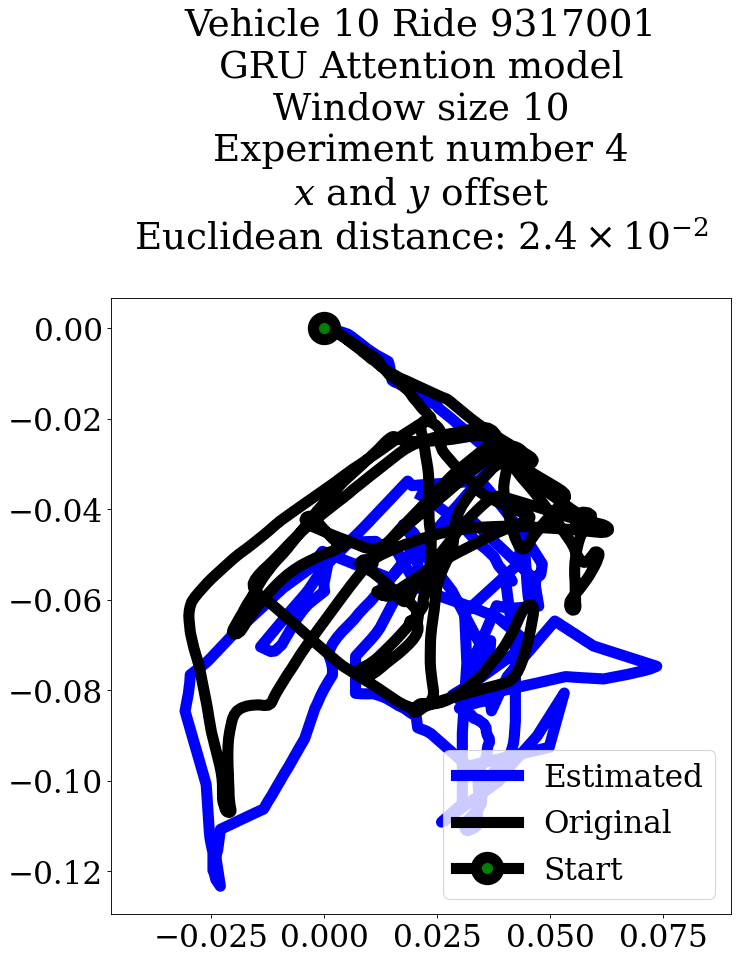 Vehicle 10 Ride 9317001
GRU Attention model
Window size 10
Experiment number 4
x and y offset
Euclidean distance: 2.4 × 10⁻²
0.00
−0.02
−0.04
−0.06
−0.08
−0.10
−0.12
Estimated
Original
Start
−0.025 0.000 0.025 0.050 0.075